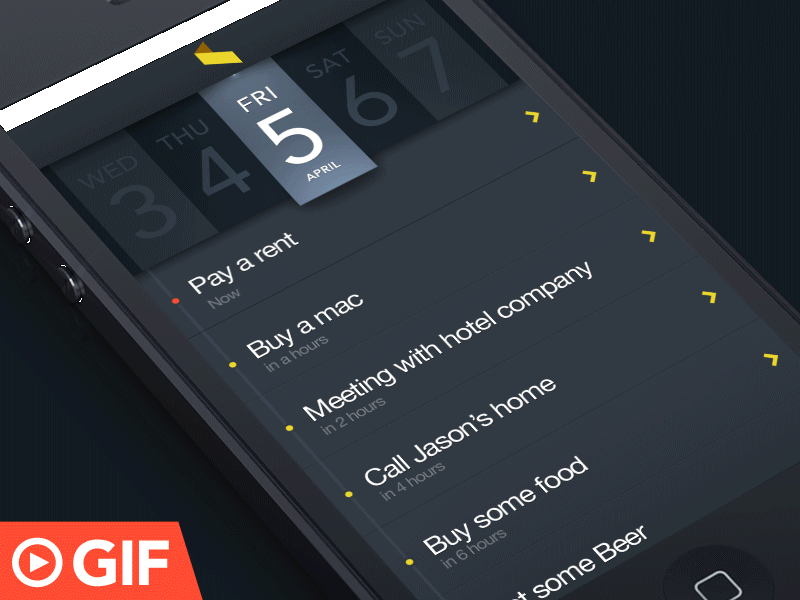 WED THU FRI SAT SUN
3 4 5 6 7
APRIL
Pay a rent
Now
Buy a mac
in a hours
Meeting with hotel company
in 2 hours
Call Jason's home
in 4 hours
Buy some food
in 6 hours
some Beer
GIF